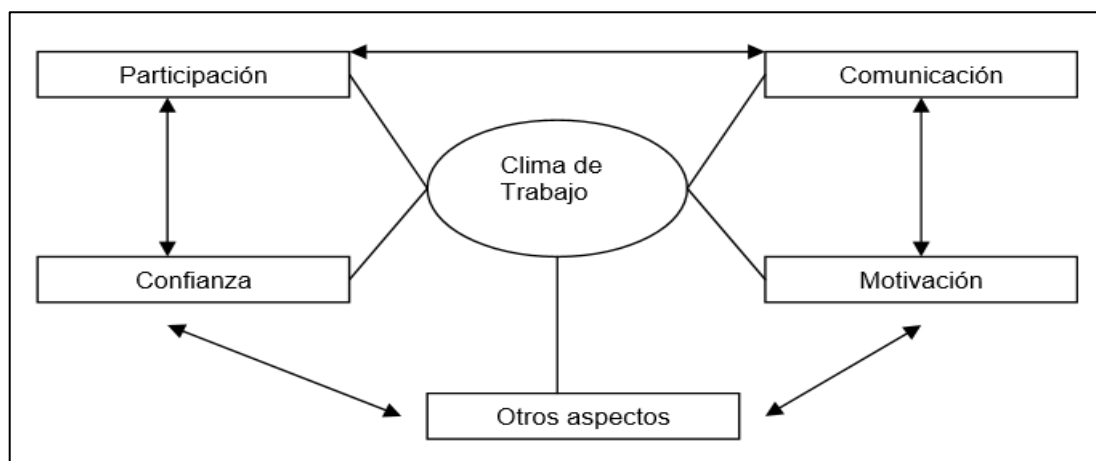 Participación
Comunicación
Clima de
Trabajo
Confianza
Motivación
Otros aspectos